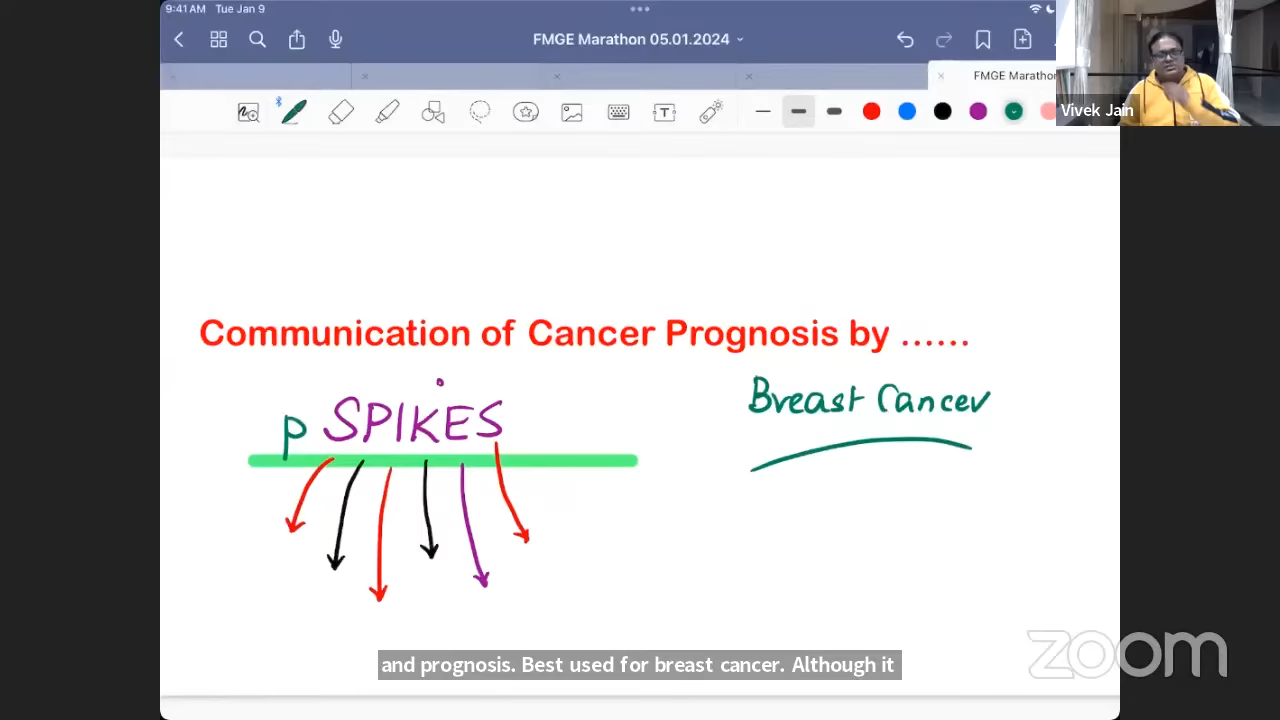 9:41 AM Tue Jan 9
FMGE Marathon 05.01.2024
FMGE Marathon
T
Vivek Jain
Communication of Cancer Prognosis by ......
p SPIKES
Breast Cancer
and prognosis. Best used for breast cancer. Although it
zoom